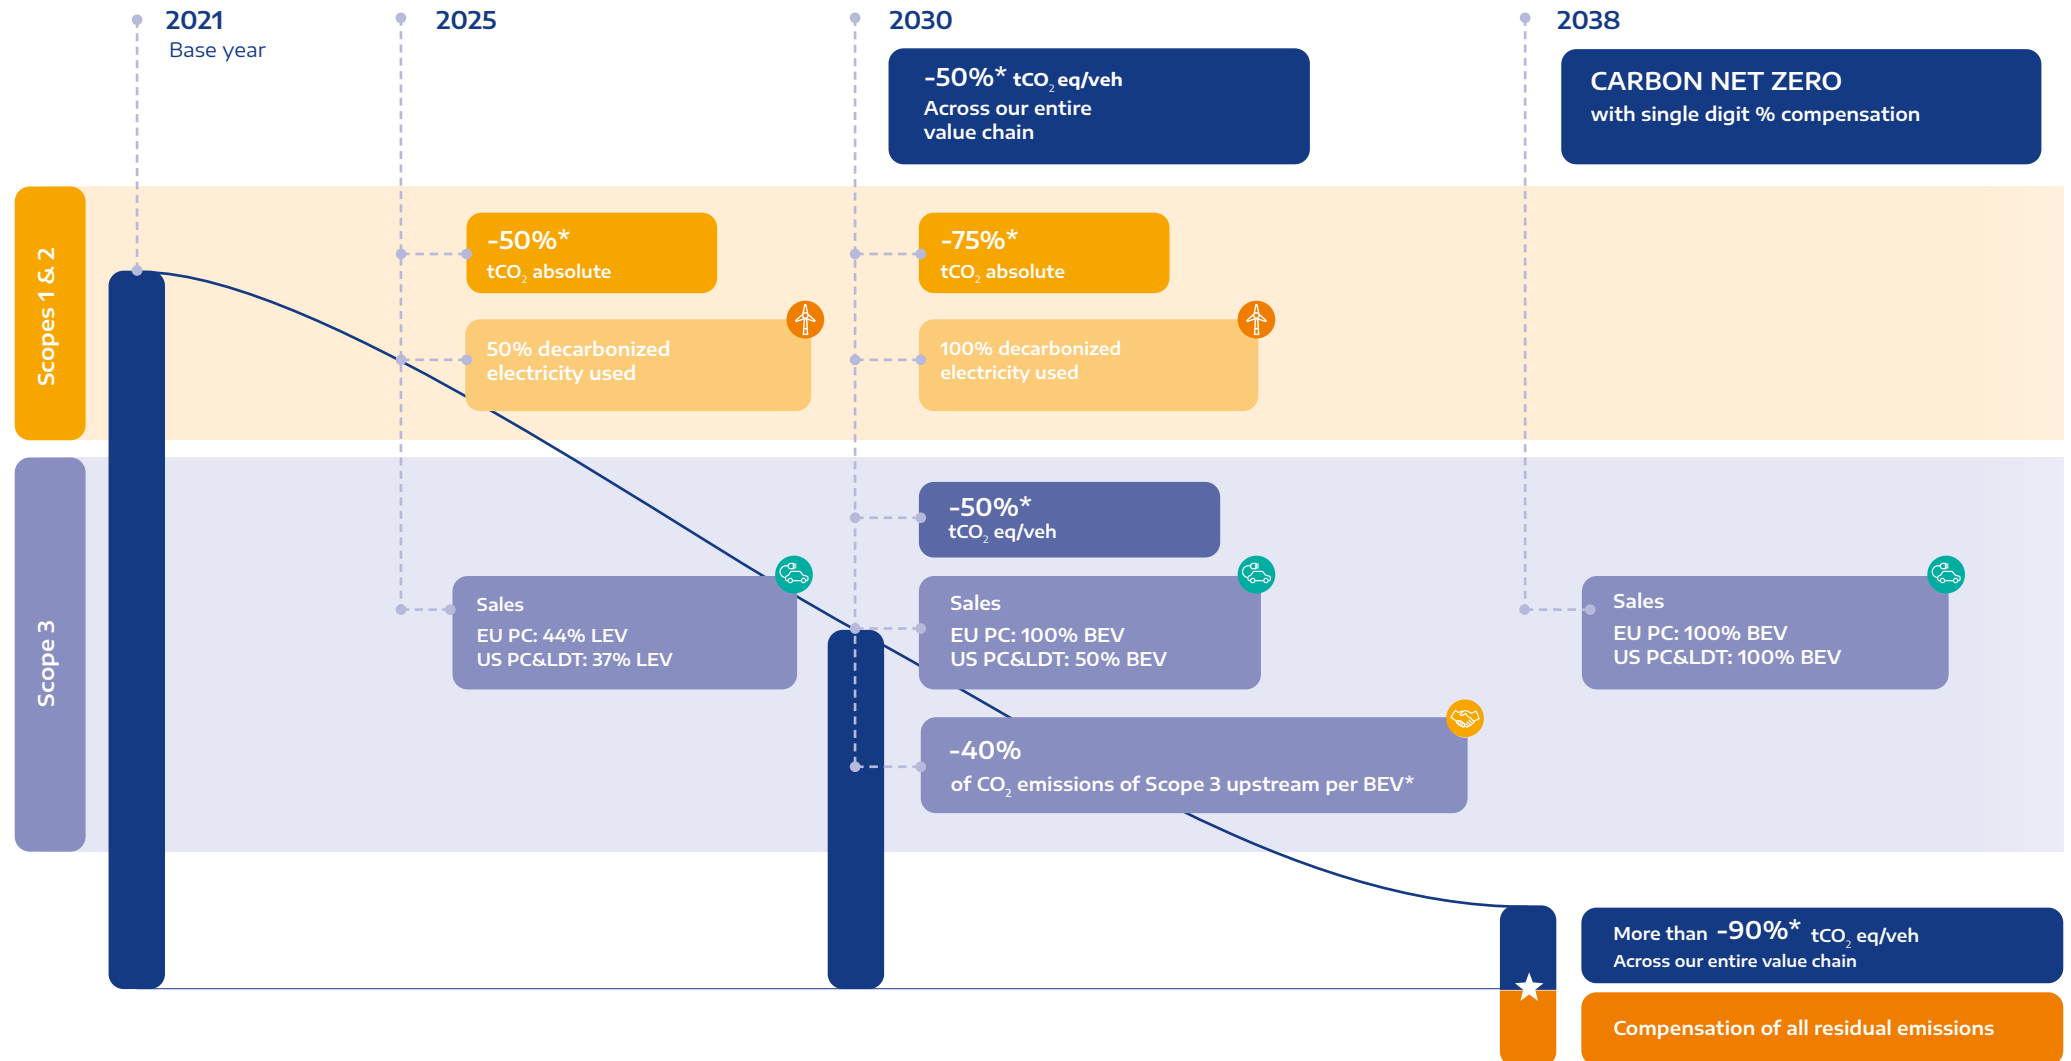 2021
Base year
2025
2030
2038
-50%* tCO₂ eq/veh
Across our entire
value chain
CARBON NET ZERO
with single digit % compensation
Scopes 1 & 2
-50%*
tCO₂ absolute
-75%*
tCO₂ absolute
50% decarbonized
electricity used
100% decarbonized
electricity used
Scope 3
-50%*
tCO₂ eq/veh
Sales
EU PC: 44% LEV
US PC&LDT: 37% LEV
Sales
EU PC: 100% BEV
US PC&LDT: 50% BEV
Sales
EU PC: 100% BEV
US PC&LDT: 100% BEV
-40%
of CO₂ emissions of Scope 3 upstream per BEV*
More than -90%* tCO₂ eq/veh
Across our entire value chain
Compensation of all residual emissions